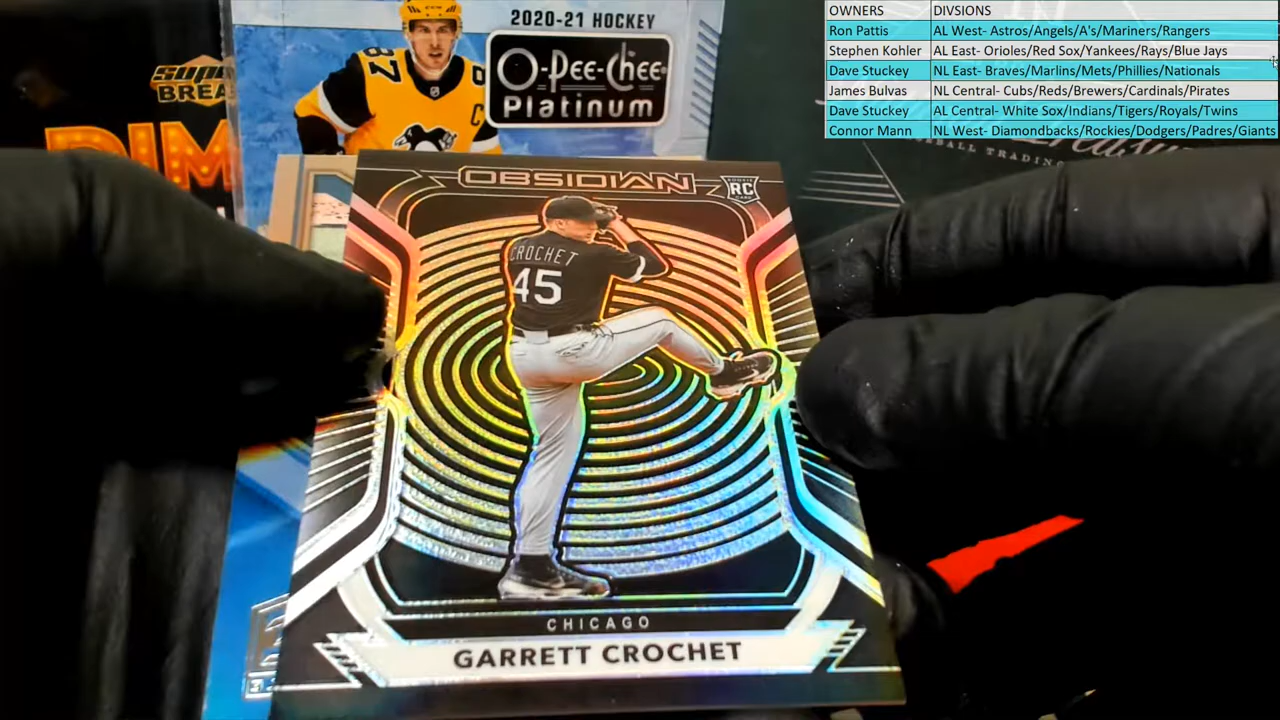 OWNERS DIVSIONS
Ron Pattis AL West- Astros/Angels/A's/Mariners/Rangers
Stephen Kohler AL East- Orioles/Red Sox/Yankees/Rays/Blue Jays
Dave Stuckey NL East- Braves/Marlins/Mets/Phillies/Nationals
James Bulvas NL Central- Cubs/Reds/Brewers/Cardinals/Pirates
Dave Stuckey AL Central- White Sox/Indians/Tigers/Royals/Twins
Connor Mann NL West- Diamondbacks/Rockies/Dodgers/Padres/Giants
2020-21 HOCKEY
O-PEE-CHEE
Platinum
87
C
DIM
OBSIDIAN
RC
CROCHET
45
CHICAGO
GARRETT CROCHET